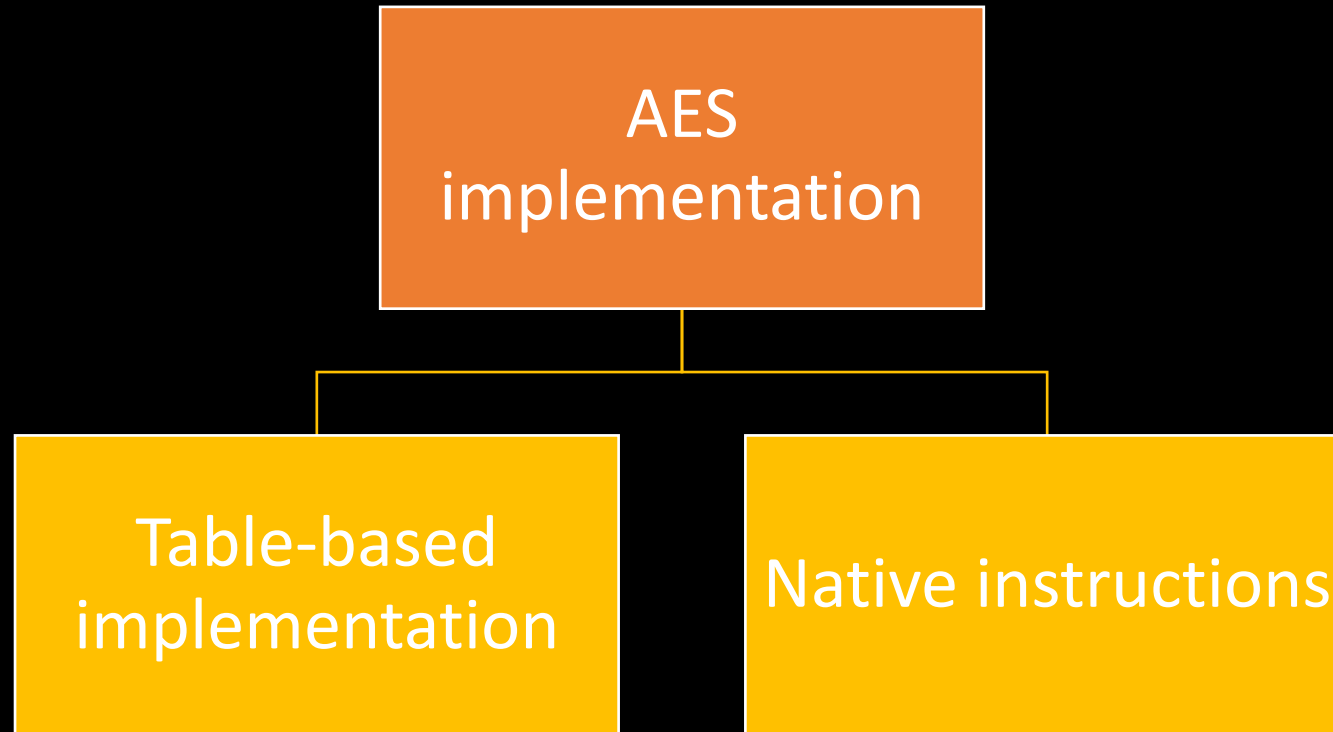 AES
implementation
Table-based
implementation
Native instructions